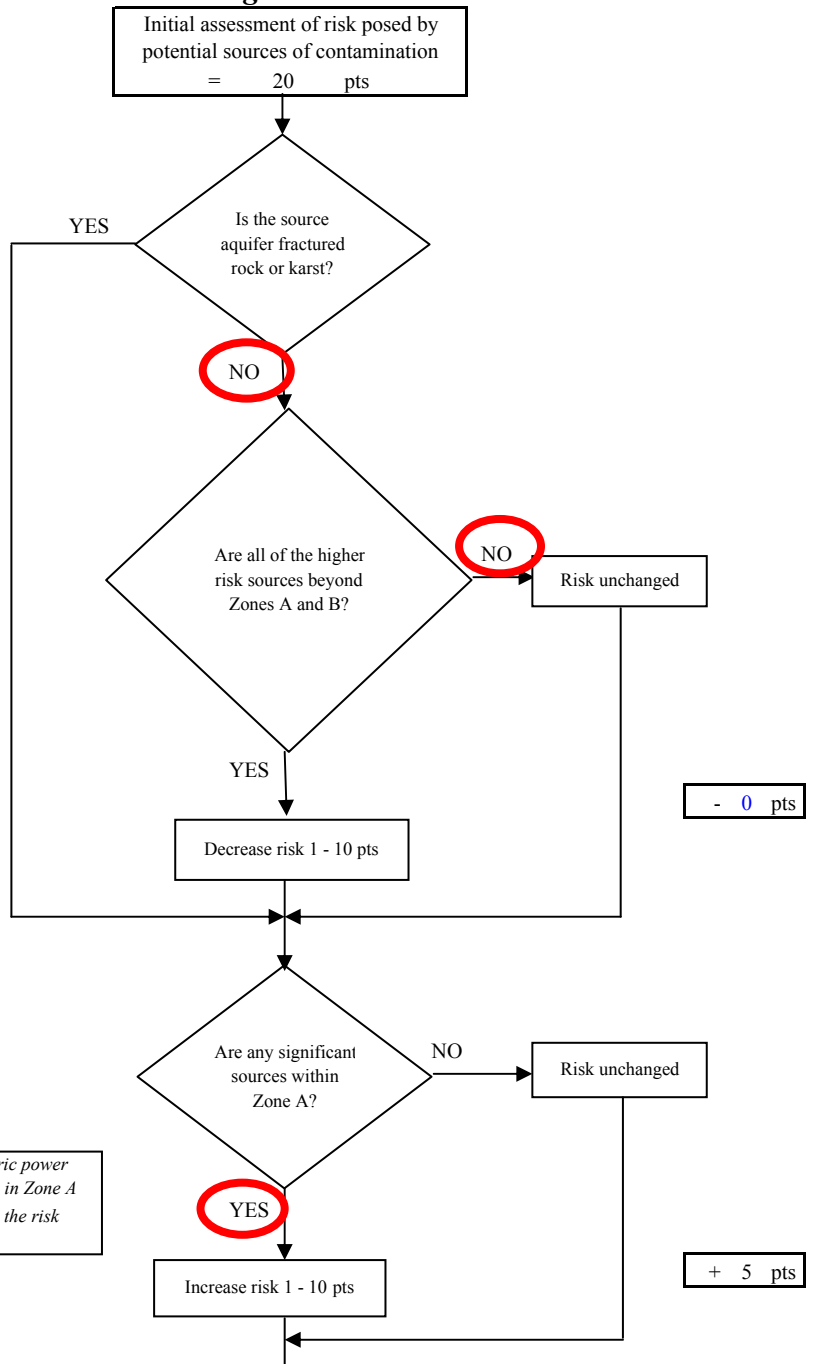 Initial assessment of risk posed by
potential sources of contamination
= 20 pts
YES
Is the source
aquifer fractured
rock or karst?
NO
Are all of the higher
risk sources beyond
Zones A and B?
NO
Risk unchanged
YES
- 0 pts
Decrease risk 1 - 10 pts
Are any significant
sources within
Zone A?
NO
Risk unchanged
ric power
in Zone A
the risk
YES
+ 5 pts
Increase risk 1 - 10 pts